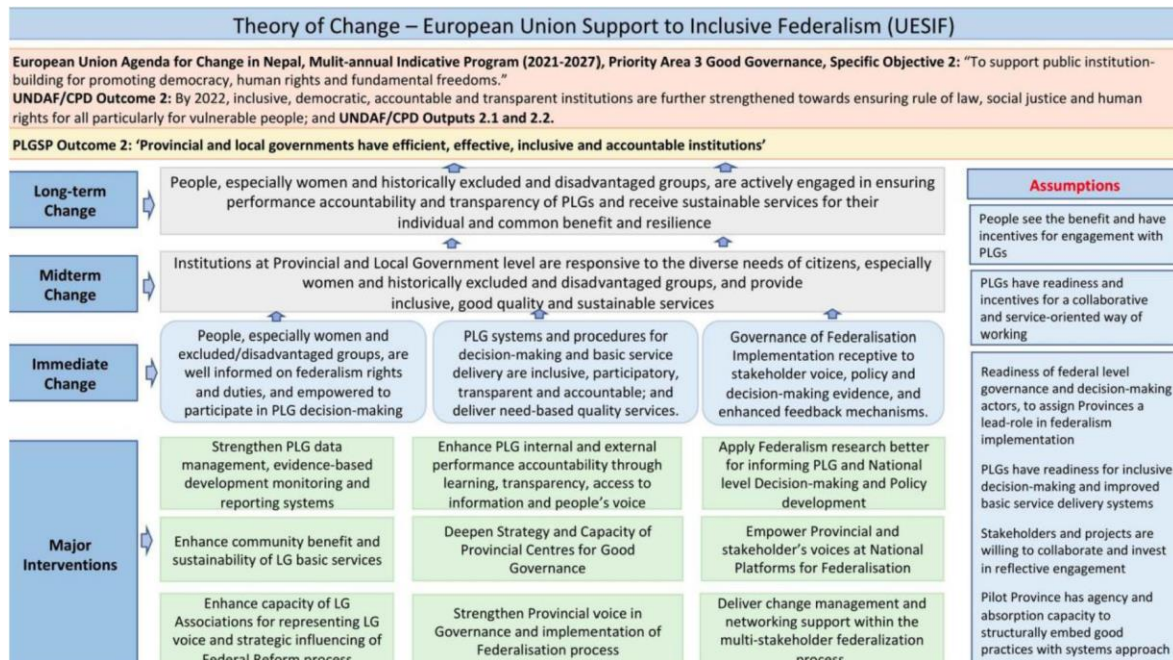 Theory of Change – European Union Support to Inclusive Federalism (UESIF)
European Union Agenda for Change in Nepal, Mulit-annual Indicative Program (2021-2027), Priority Area 3 Good Governance, Specific Objective 2: “To support public institution-
building for promoting democracy, human rights and fundamental freedoms.”
UNDAF/CPD Outcome 2: By 2022, inclusive, democratic, accountable and transparent institutions are further strengthened towards ensuring rule of law, social justice and human
rights for all particularly for vulnerable people; and UNDAF/CPD Outputs 2.1 and 2.2.
PLGSP Outcome 2: ‘Provincial and local governments have efficient, effective, inclusive and accountable institutions’
Long-term
Change
People, especially women and historically excluded and disadvantaged groups, are actively engaged in ensuring
performance accountability and transparency of PLGs and receive sustainable services for their
individual and common benefit and resilience
Midterm
Change
Institutions at Provincial and Local Government level are responsive to the diverse needs of citizens, especially
women and historically excluded and disadvantaged groups, and provide
inclusive, good quality and sustainable services
Immediate
Change
People, especially women and
excluded/disadvantaged groups, are
well informed on federalism rights
and duties, and empowered to
participate in PLG decision-making
PLG systems and procedures for
decision-making and basic service
delivery are inclusive, participatory,
transparent and accountable; and
deliver need-based quality services.
Governance of Federalisation
Implementation receptive to
stakeholder voice, policy and
decision-making evidence, and
enhanced feedback mechanisms.
Major
Interventions
Strengthen PLG data
management, evidence-based
development monitoring and
reporting systems
Enhance PLG internal and external
performance accountability through
learning, transparency, access to
information and people’s voice
Apply Federalism research better
for informing PLG and National
level Decision-making and Policy
development
Enhance community benefit and
sustainability of LG basic services
Deepen Strategy and Capacity of
Provincial Centres for Good
Governance
Empower Provincial and
stakeholder’s voices at National
Platforms for Federalisation
Enhance capacity of LG
Associations for representing LG
voice and strategic influencing of
Federal Reform process
Strengthen Provincial voice in
Governance and implementation of
Federalisation process
Deliver change management and
networking support within the
multi-stakeholder federalization
process
Assumptions
People see the benefit and have
incentives for engagement with
PLGs
PLGs have readiness and
incentives for a collaborative
and service-oriented way of
working
Readiness of federal level
governance and decision-making
actors, to assign Provinces a
lead-role in federalism
implementation
PLGs have readiness for inclusive
decision-making and improved
basic service delivery systems
Stakeholders and projects are
willing to collaborate and invest
in reflective engagement
Pilot Province has agency and
absorption capacity to
structurally embed good
practices with systems approach